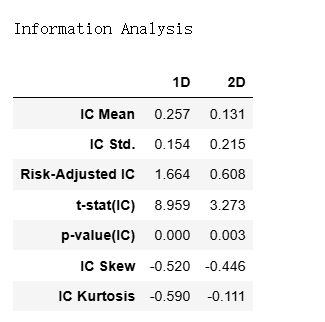 Information Analysis
1D 2D
IC Mean 0.257 0.131
IC Std. 0.154 0.215
Risk-Adjusted IC 1.664 0.608
t-stat(IC) 8.959 3.273
p-value(IC) 0.000 0.003
IC Skew -0.520 -0.446
IC Kurtosis -0.590 -0.111